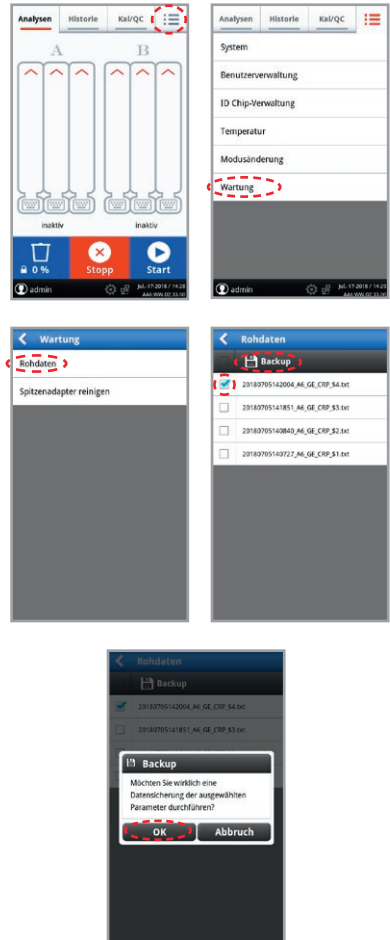 Analysen Historie Kal/QC
A B
inaktiv inaktiv
0 % Stopp Start
admin Jul.-17-2018 / 14:28
Analysen Historie Kal/QC
System
Benutzerverwaltung
ID Chip-Verwaltung
Temperatur
Modusänderung
Wartung
admin Jul.-17-2018 / 14:29
Wartung
Rohdaten
Spitzenadapter reinigen
Rohdaten
Backup
20180705142004_A6_GE_CRP_S4.txt
20180705141851_A6_GE_CRP_S3.txt
20180705140840_A6_GE_CRP_S2.txt
20180705140727_A6_GE_CRP_S1.txt
Rohdaten
Backup
20180705142004_A6_GE_CRP_S4.txt
20180705141851_A6_GE_CRP_S3.txt
Backup
Möchten Sie wirklich eine
Datensicherung der ausgewählten
Parameter durchführen?
OK Abbruch